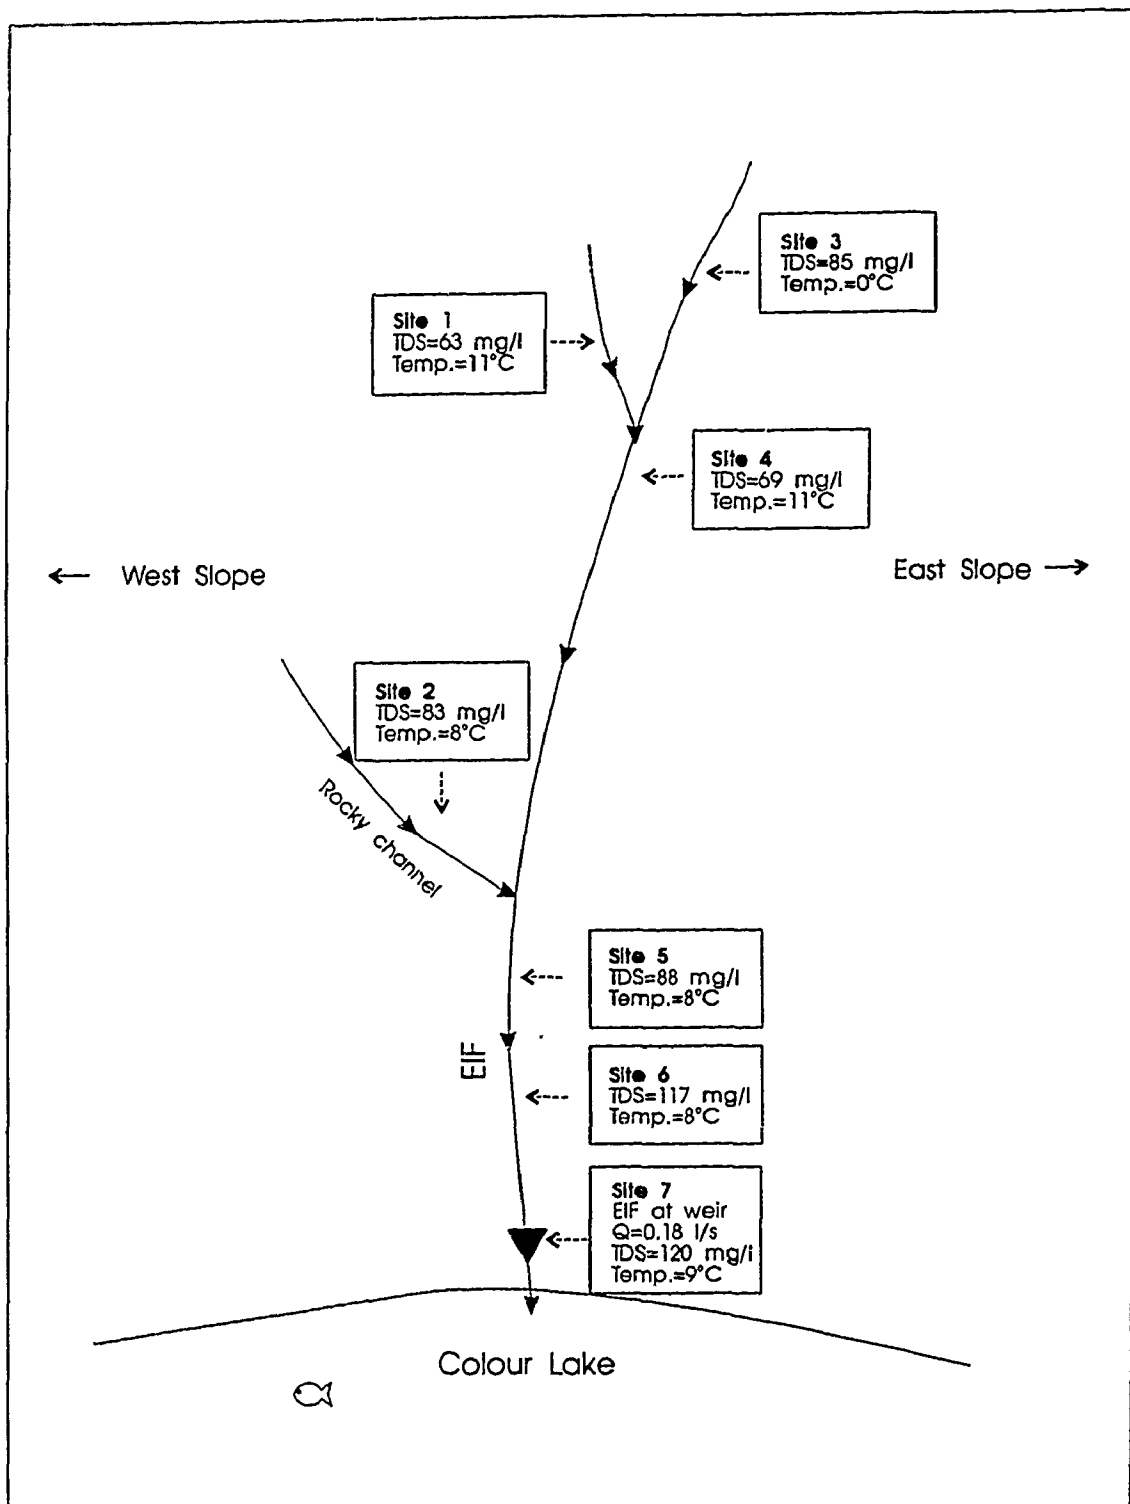 Site 3
TDS=85 mg/l
Temp.=0°C
Site 1
TDS=63 mg/l
Temp.=11°C
Site 4
TDS=69 mg/l
Temp.=11°C
West Slope
East Slope
Site 2
TDS=83 mg/l
Temp.=8°C
Rocky channel
Site 5
TDS=88 mg/l
Temp.=8°C
EIF
Site 6
TDS=117 mg/l
Temp.=8°C
Site 7
EIF at weir
Q=0.18 l/s
TDS=120 mg/l
Temp.=9°C
Colour Lake